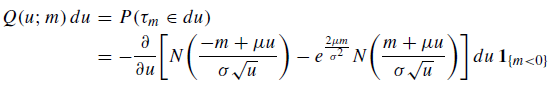 Q(u; m) du = P(τ_m ∈ du)
= −∂/∂u [ N( (−m + μu) / (σ√u) ) − e^{2μm/σ²} N( (m + μu) / (σ√u) ) ] du 1_{{m<0}}